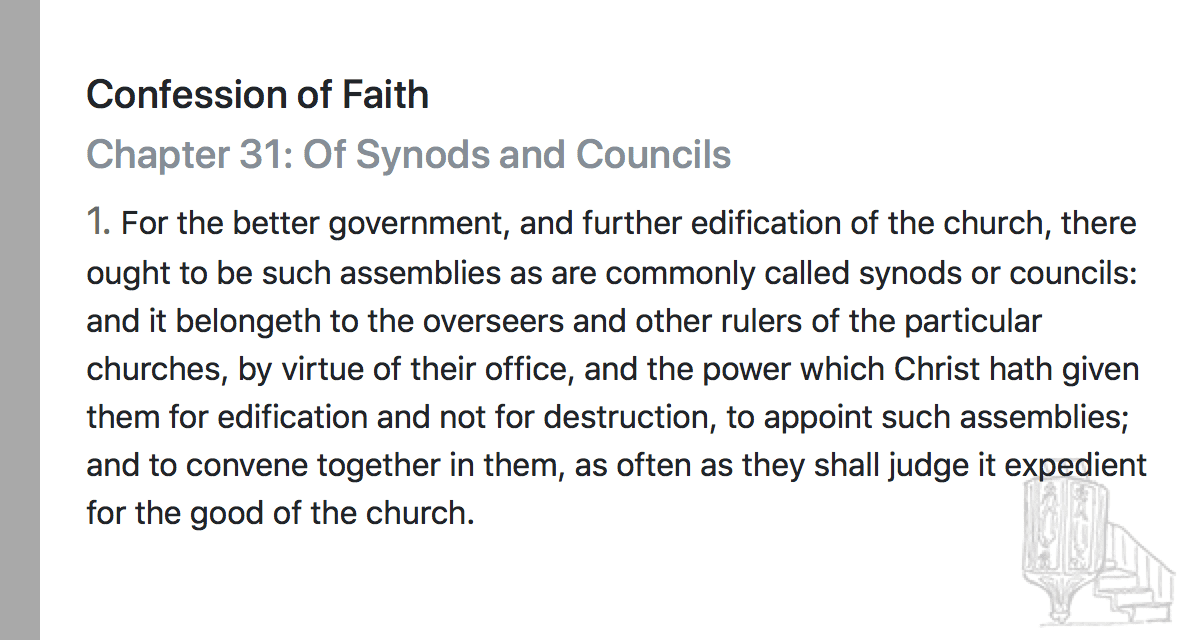 Confession of Faith
Chapter 31: Of Synods and Councils
1. For the better government, and further edification of the church, there
ought to be such assemblies as are commonly called synods or councils:
and it belongeth to the overseers and other rulers of the particular
churches, by virtue of their office, and the power which Christ hath given
them for edification and not for destruction, to appoint such assemblies;
and to convene together in them, as often as they shall judge it expedient
for the good of the church.